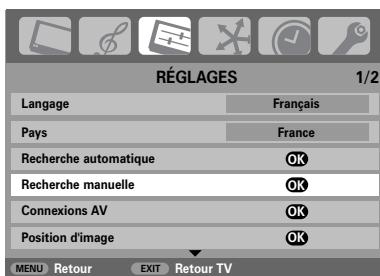 RÉGLAGES 1/2
Langage Français
Pays France
Recherche automatique OK
Recherche manuelle OK
Connexions AV OK
Position d'image OK
MENU Retour EXIT Retour TV